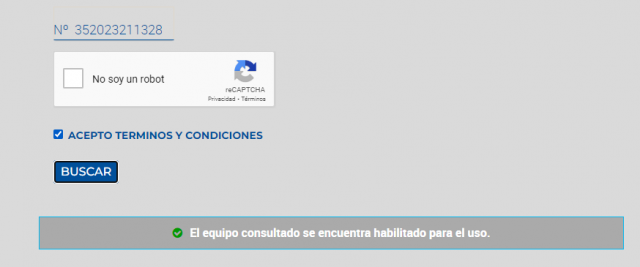 Nº 352023211328
No soy un robot
reCAPTCHA
Privacidad - Términos
ACEPTO TERMINOS Y CONDICIONES
BUSCAR
El equipo consultado se encuentra habilitado para el uso.